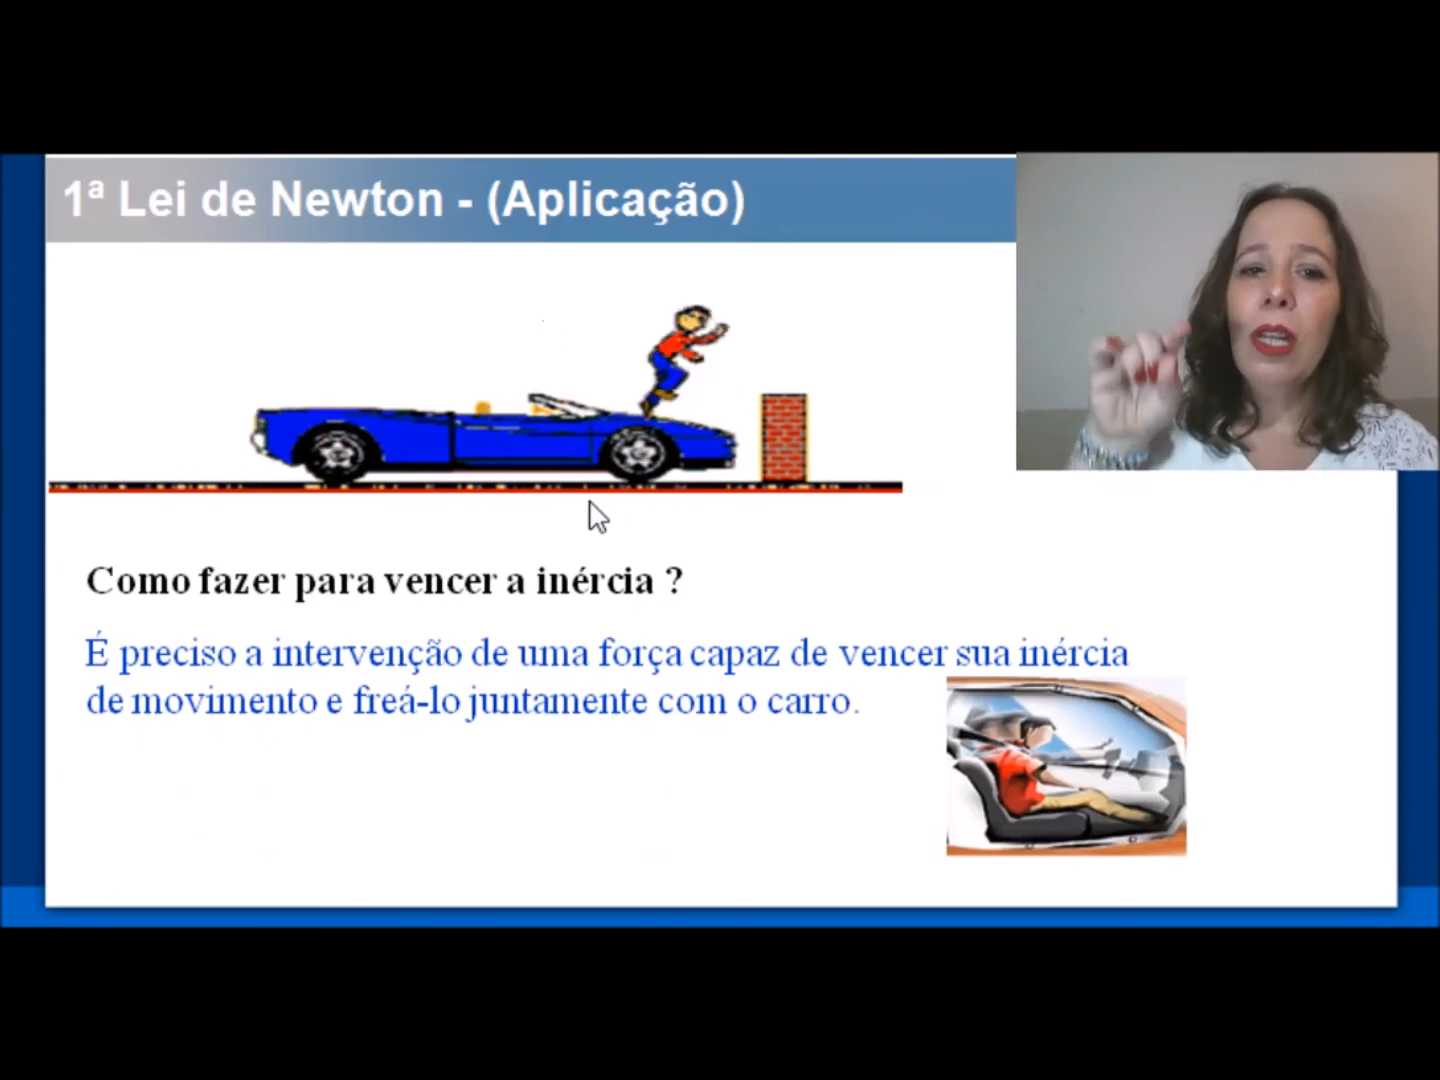 1ª Lei de Newton - (Aplicação)
Como fazer para vencer a inércia ?
É preciso a intervenção de uma força capaz de vencer sua inércia
de movimento e freá-lo juntamente com o carro.